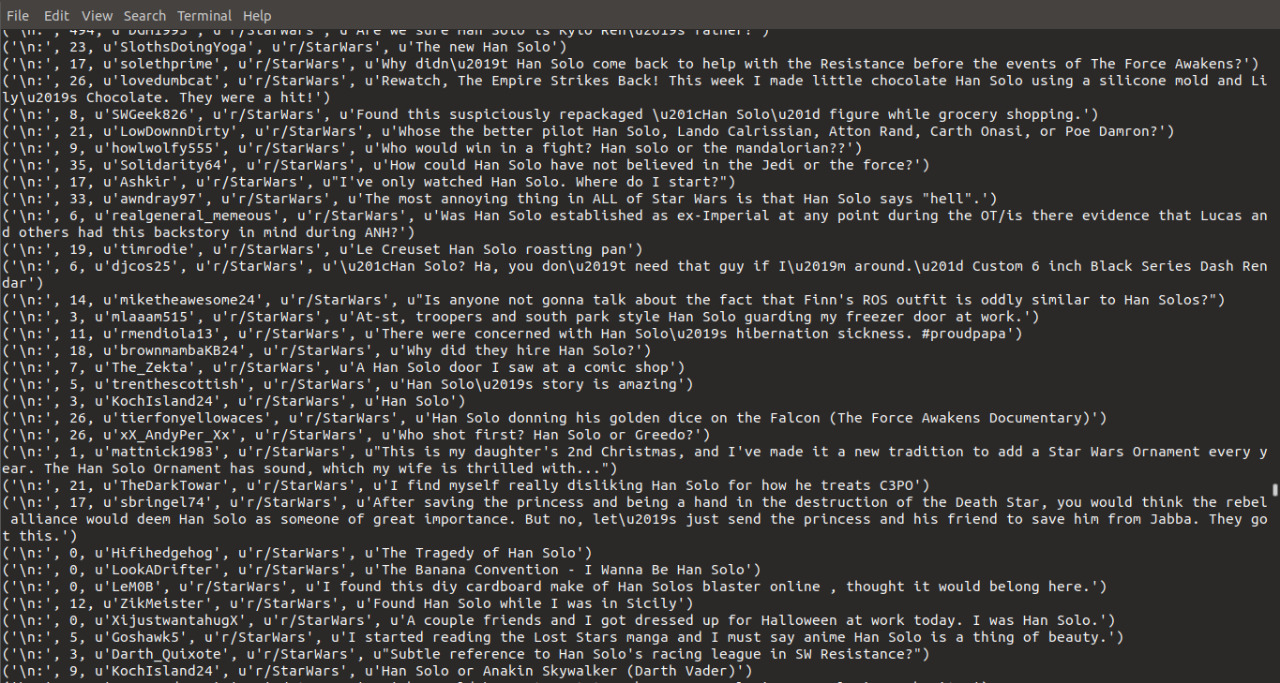 File Edit View Search Terminal Help
('\n:', 494, u'DGH1995', u'r/StarWars', u'Are we sure Han Solo is Kylo Ren\u2019s father?')
('\n:', 23, u'SlothsDoingYoga', u'r/StarWars', u'The new Han Solo')
('\n:', 17, u'solethprime', u'r/StarWars', u'Why didn\u2019t Han Solo come back to help with the Resistance before the events of The Force Awakens?')
('\n:', 26, u'lovedumbcat', u'r/StarWars', u'Rewatch, The Empire Strikes Back! This week I made little chocolate Han Solo using a silicone mold and Li
ly\u2019s Chocolate. They were a hit!')
('\n:', 8, u'SWGeek826', u'r/StarWars', u'Found this suspiciously repackaged \u201cHan Solo\u201d figure while grocery shopping.')
('\n:', 21, u'LowDownnDirty', u'r/StarWars', u'Whose the better pilot Han Solo, Lando Calrissian, Atton Rand, Carth Onasi, or Poe Damron?')
('\n:', 9, u'howlwolfy555', u'r/StarWars', u'Who would win in a fight? Han solo or the mandalorian??')
('\n:', 35, u'Solidarity64', u'r/StarWars', u'How could Han Solo have not believed in the Jedi or the force?')
('\n:', 17, u'Ashkir', u'r/StarWars', u"I've only watched Han Solo. Where do I start?")
('\n:', 33, u'awndray97', u'r/StarWars', u'The most annoying thing in ALL of Star Wars is that Han Solo says "hell".')
('\n:', 6, u'realgeneral_memeous', u'r/StarWars', u'Was Han Solo established as ex-Imperial at any point during the OT/is there evidence that Lucas an
d others had this backstory in mind during ANH?')
('\n:', 19, u'timrodie', u'r/StarWars', u'Le Creuset Han Solo roasting pan')
('\n:', 6, u'djcos25', u'r/StarWars', u'\u201cHan Solo? Ha, you don\u2019t need that guy if I\u2019m around.\u201d Custom 6 inch Black Series Dash Ren
dar')
('\n:', 14, u'miketheawesome24', u'r/StarWars', u"Is anyone not gonna talk about the fact that Finn's ROS outfit is oddly similar to Han Solos?")
('\n:', 3, u'mlaaam515', u'r/StarWars', u'At-st, troopers and south park style Han Solo guarding my freezer door at work.')
('\n:', 11, u'rmendiola13', u'r/StarWars', u'There were concerned with Han Solo\u2019s hibernation sickness. #proudpapa')
('\n:', 18, u'brownmambaKB24', u'r/StarWars', u'Why did they hire Han Solo?')
('\n:', 7, u'The_Zekta', u'r/StarWars', u'A Han Solo door I saw at a comic shop')
('\n:', 5, u'trenthescottish', u'r/StarWars', u'Han Solo\u2019s story is amazing')
('\n:', 3, u'KochIsland24', u'r/StarWars', u'Han Solo')
('\n:', 26, u'tierfonyellowaces', u'r/StarWars', u'Han Solo donning his golden dice on the Falcon (The Force Awakens Documentary)')
('\n:', 26, u'xX_AndyPer_Xx', u'r/StarWars', u'Who shot first? Han Solo or Greedo?')
('\n:', 1, u'mattnick1983', u'r/StarWars', u"This is my daughter's 2nd Christmas, and I've made it a new tradition to add a Star Wars Ornament every y
ear. The Han Solo Ornament has sound, which my wife is thrilled with...")
('\n:', 21, u'TheDarkTowar', u'r/StarWars', u'I find myself really disliking Han Solo for how he treats C3PO')
('\n:', 17, u'sbringel74', u'r/StarWars', u'After saving the princess and being a hand in the destruction of the Death Star, you would think the rebel
 alliance would deem Han Solo as someone of great importance. But no, let\u2019s just send the princess and his friend to save him from Jabba. They go
t this.')
('\n:', 0, u'Hifihedgehog', u'r/StarWars', u'The Tragedy of Han Solo')
('\n:', 0, u'LookADrifter', u'r/StarWars', u'The Banana Convention - I Wanna Be Han Solo')
('\n:', 0, u'LeM0B', u'r/StarWars', u'I found this diy cardboard make of Han Solos blaster online , thought it would belong here.')
('\n:', 12, u'ZikMeister', u'r/StarWars', u'Found Han Solo while I was in Sicily')
('\n:', 0, u'XijustwantahugX', u'r/StarWars', u'A couple friends and I got dressed up for Halloween at work today. I was Han Solo.')
('\n:', 5, u'Goshawk5', u'r/StarWars', u'I started reading the Lost Stars manga and I must say anime Han Solo is a thing of beauty.')
('\n:', 3, u'Darth_Quixote', u'r/StarWars', u"Subtle reference to Han Solo's racing league in SW Resistance?")
('\n:', 9, u'KochIsland24', u'r/StarWars', u'Han Solo or Anakin Skywalker (Darth Vader)')